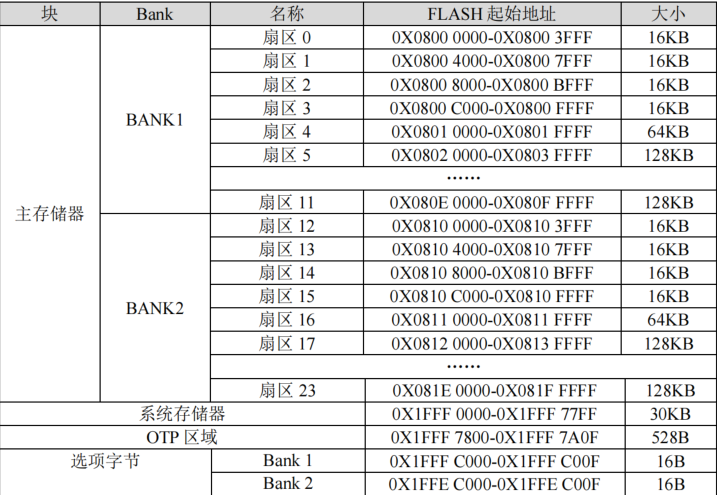 块 Bank 名称 FLASH 起始地址 大小
扇区 0 0X0800 0000-0X0800 3FFF 16KB
扇区 1 0X0800 4000-0X0800 7FFF 16KB
扇区 2 0X0800 8000-0X0800 BFFF 16KB
扇区 3 0X0800 C000-0X0800 FFFF 16KB
BANK1
扇区 4 0X0801 0000-0X0801 FFFF 64KB
扇区 5 0X0802 0000-0X0803 FFFF 128KB
……
扇区 11 0X080E 0000-0X080F FFFF 128KB
主存储器
扇区 12 0X0810 0000-0X0810 3FFF 16KB
扇区 13 0X0810 4000-0X0810 7FFF 16KB
扇区 14 0X0810 8000-0X0810 BFFF 16KB
扇区 15 0X0810 C000-0X0810 FFFF 16KB
BANK2
扇区 16 0X0811 0000-0X0811 FFFF 64KB
扇区 17 0X0812 0000-0X0813 FFFF 128KB
……
扇区 23 0X081E 0000-0X081F FFFF 128KB
系统存储器 0X1FFF 0000-0X1FFF 77FF 30KB
OTP 区域 0X1FFF 7800-0X1FFF 7A0F 528B
选项字节 Bank 1 0X1FFF C000-0X1FFF C00F 16B
Bank 2 0X1FFE C000-0X1FFE C00F 16B